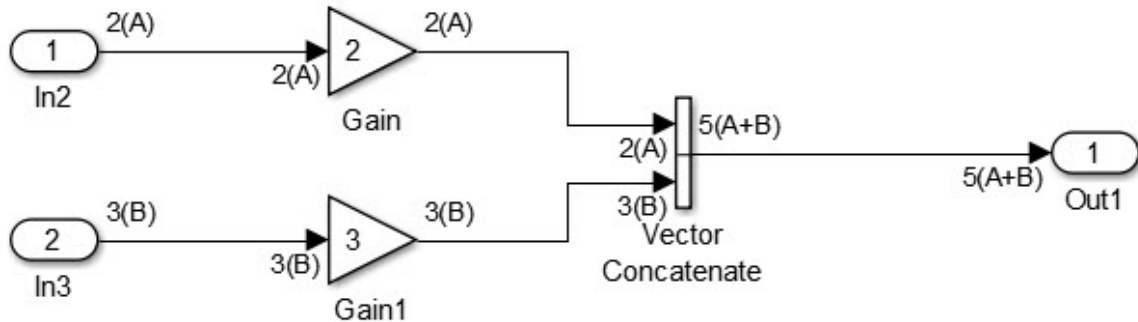 2(A)
1
2(A)
In2
2
2(A)
Gain
2(A)
5(A+B)
3(B)
2
3(B)
In3
3
3(B)
Gain1
3(B)
Vector
Concatenate
5(A+B)
1
Out1